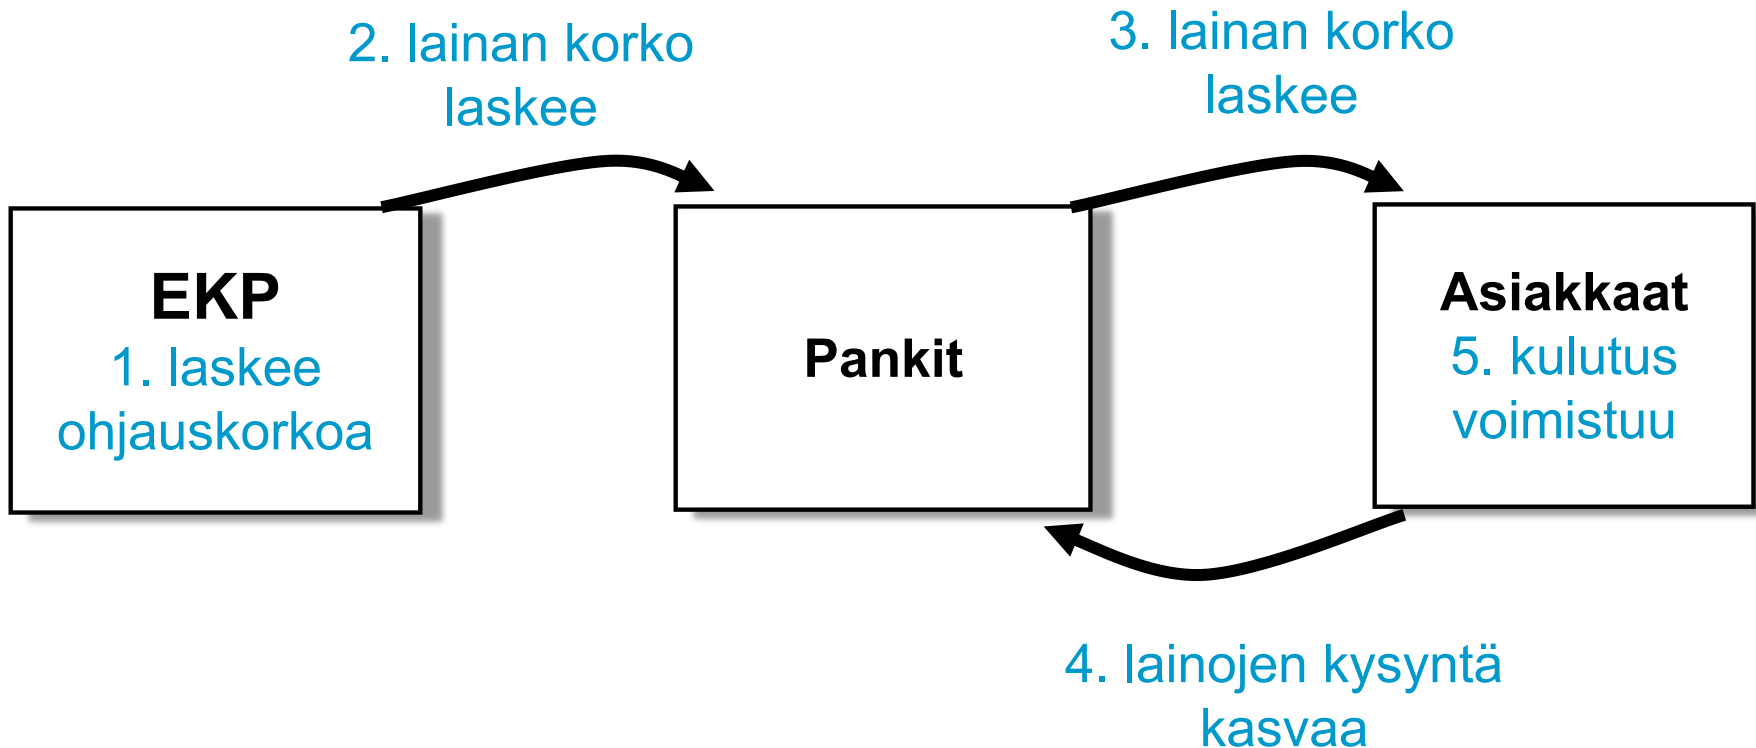 2. lainan korko
laskee
3. lainan korko
laskee
EKP
1. laskee
ohjauskorkoa
Pankit
Asiakkaat
5. kulutus
voimistuu
4. lainojen kysyntä
kasvaa